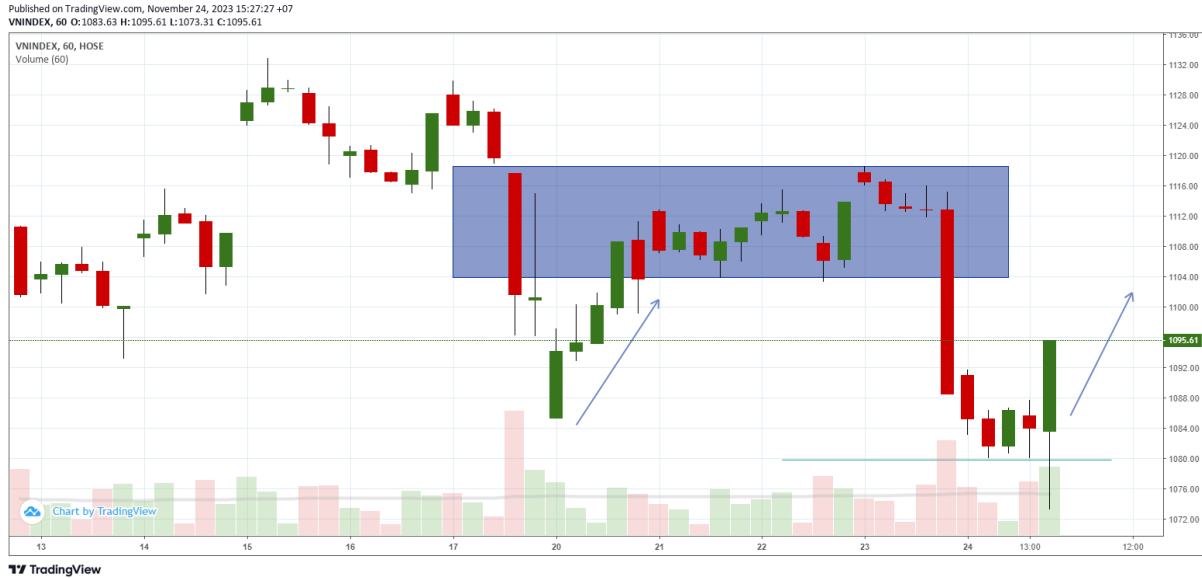 Published on TradingView.com, November 24, 2023 15:27:27 +07
VNINDEX, 60 O:1083.63 H:1095.61 L:1073.31 C:1095.61
VNINDEX, 60, HOSE
Volume (60)
1136.00
1132.00
1128.00
1124.00
1120.00
1116.00
1112.00
1108.00
1104.00
1100.00
1095.61
1092.00
1088.00
1084.00
1080.00
1076.00
1072.00
Chart by TradingView
13 14 15 16 17 20 21 22 23 24 13:00 12:00
TradingView